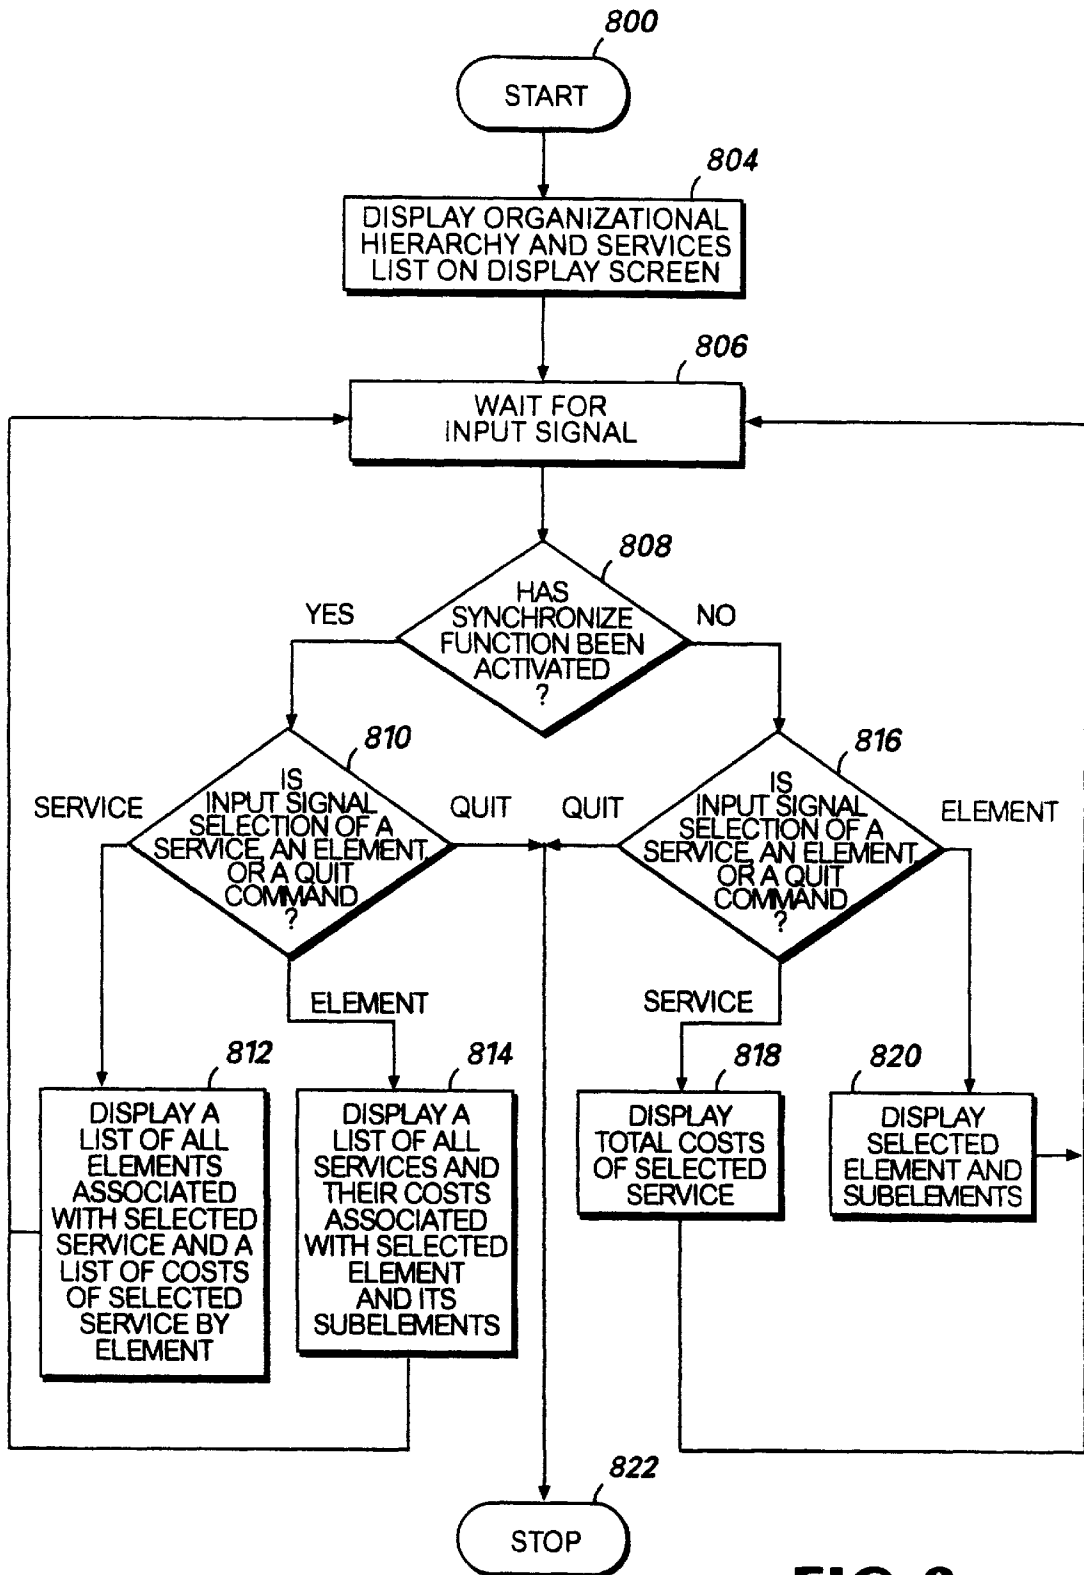 800
START
804
DISPLAY ORGANIZATIONAL
HIERARCHY AND SERVICES
LIST ON DISPLAY SCREEN
806
WAIT FOR
INPUT SIGNAL
808
HAS
SYNCHRONIZE
FUNCTION BEEN
ACTIVATED
?
YES
NO
810
IS
INPUT SIGNAL
SELECTION OF A
SERVICE, AN ELEMENT
OR A QUIT
COMMAND
?
SERVICE
QUIT
ELEMENT
816
IS
INPUT SIGNAL
SELECTION OF A
SERVICE, AN ELEMENT
OR A QUIT
COMMAND
?
QUIT
ELEMENT
SERVICE
812
DISPLAY A
LIST OF ALL
ELEMENTS
ASSOCIATED
WITH SELECTED
SERVICE AND A
LIST OF COSTS
OF SELECTED
SERVICE BY
ELEMENT
814
DISPLAY A
LIST OF ALL
SERVICES AND
THEIR COSTS
ASSOCIATED
WITH SELECTED
ELEMENT
AND ITS
SUBELEMENTS
818
DISPLAY
TOTAL COSTS
OF SELECTED
SERVICE
820
DISPLAY
SELECTED
ELEMENT AND
SUBELEMENTS
822
STOP